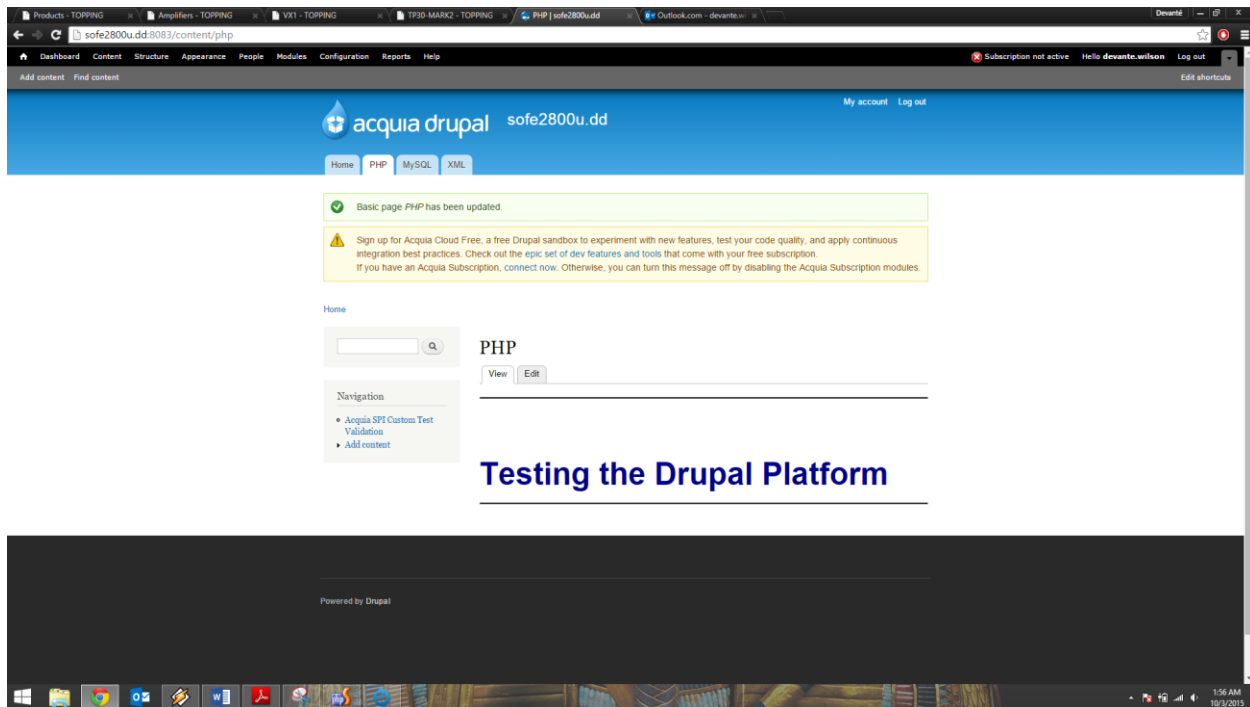 Products - TOPPING
Amplifiers - TOPPING
VX1 - TOPPING
TP30-MARK2 - TOPPING
PHP | sofe2800u.dd
Outlook.com - devante.w
Devanté
sofe2800u.dd:8083/content/php
Dashboard Content Structure Appearance People Modules Configuration Reports Help
Subscription not active Hello devante.wilson Log out
Add content Find content
Edit shortcuts
My account Log out
acquia drupal sofe2800u.dd
Home PHP MySQL XML
Basic page PHP has been updated.
Sign up for Acquia Cloud Free, a free Drupal sandbox to experiment with new features, test your code quality, and apply continuous
integration best practices. Check out the epic set of dev features and tools that come with your free subscription.
If you have an Acquia Subscription, connect now. Otherwise, you can turn this message off by disabling the Acquia Subscription modules.
Home
PHP
View Edit
Navigation
Acquia SPI Custom Test
Validation
Add content
Testing the Drupal Platform
Powered by Drupal
1:56 AM
10/3/2015